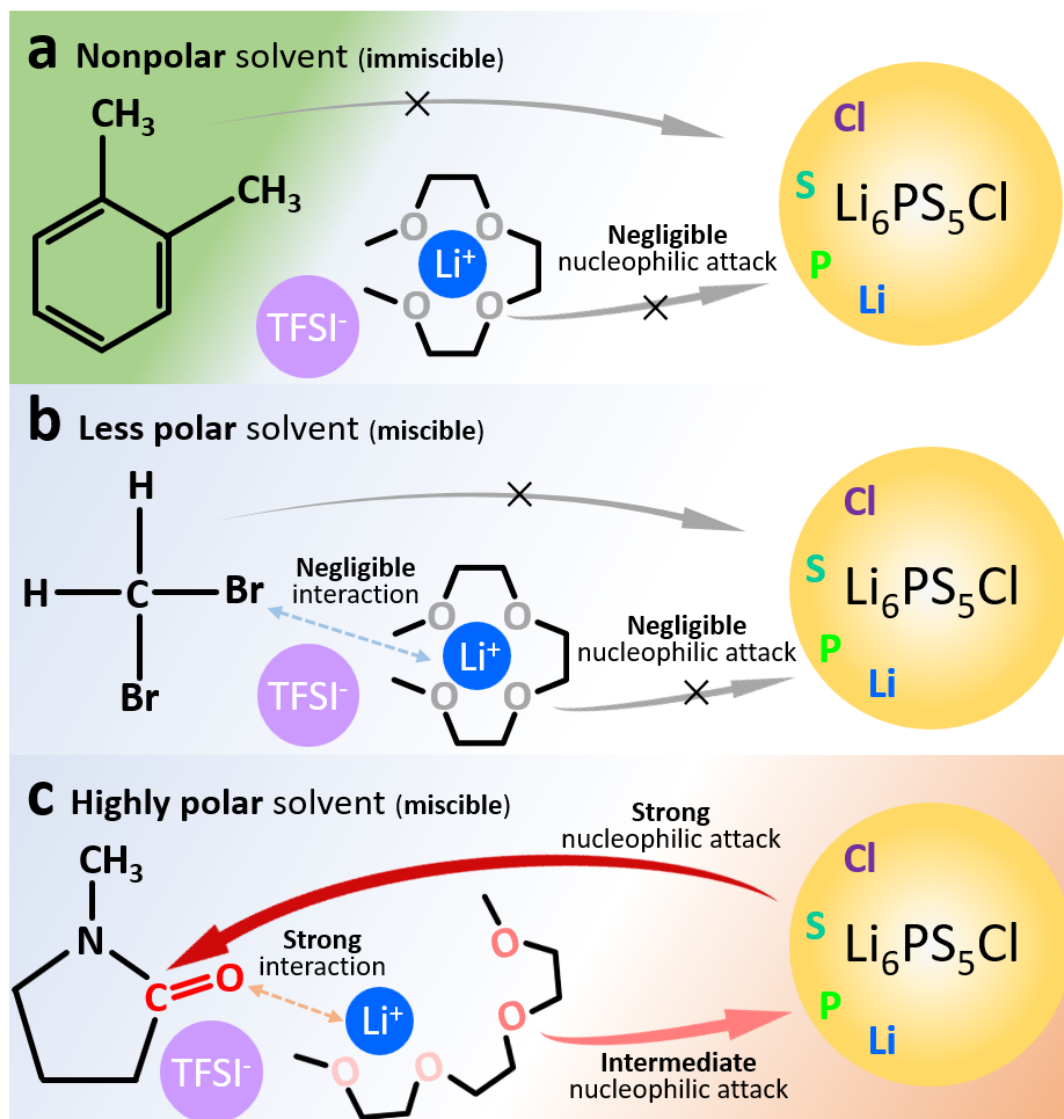 a Nonpolar solvent (immiscible)
CH₃
CH₃
O O
Li⁺
O O
TFSI⁻
Negligible
nucleophilic attack
Cl
S
Li₆PS₅Cl
P
Li
b Less polar solvent (miscible)
H
H C Br
Br
Negligible
interaction
O O
Li⁺
O O
TFSI⁻
Negligible
nucleophilic attack
Cl
S
Li₆PS₅Cl
P
Li
c Highly polar solvent (miscible)
CH₃
N
C O
Strong
interaction
Li⁺
TFSI⁻
O
O
O
O
Strong
nucleophilic attack
Intermediate
nucleophilic attack
Cl
S
Li₆PS₅Cl
P
Li